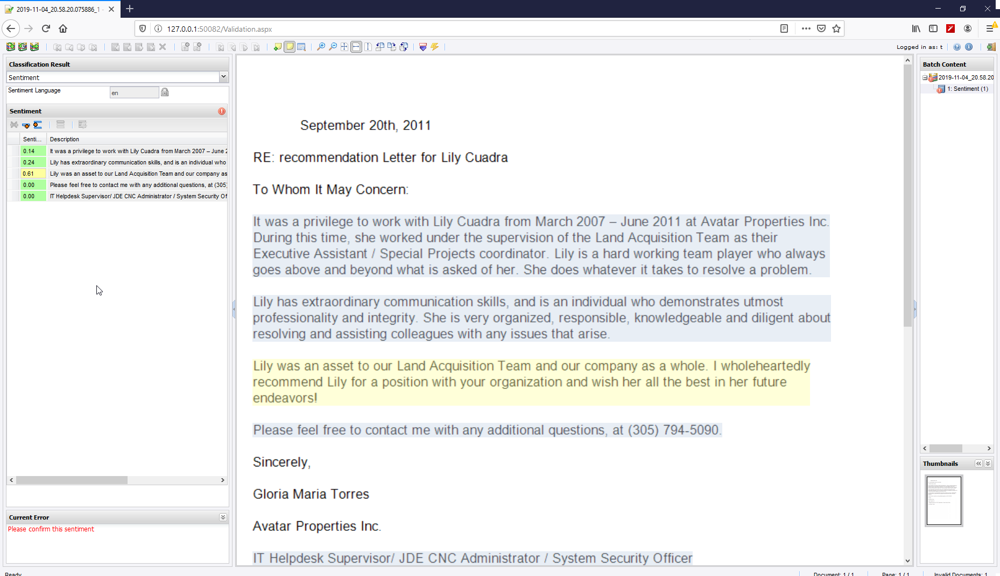 2019-11-04_20.58.20.075886_1 -
127.0.0.1:50082/Validation.aspx
Logged in as: t
Classification Result
Sentiment
Sentiment Language
en
Sentiment
Senti... Description
0.14 It was a privilege to work with Lily Cuadra from March 2007 – June 2
0.24 Lily has extraordinary communication skills, and is an individual who
0.61 Lily was an asset to our Land Acquisition Team and our company as
0.00 Please feel free to contact me with any additional questions, at (305)
0.00 IT Helpdesk Supervisor/ JDE CNC Administrator / System Security Of
Current Error
Please confirm this sentiment
September 20th, 2011
RE: recommendation Letter for Lily Cuadra
To Whom It May Concern:
It was a privilege to work with Lily Cuadra from March 2007 – June 2011 at Avatar Properties Inc.
During this time, she worked under the supervision of the Land Acquisition Team as their
Executive Assistant / Special Projects coordinator. Lily is a hard working team player who always
goes above and beyond what is asked of her. She does whatever it takes to resolve a problem.
Lily has extraordinary communication skills, and is an individual who demonstrates utmost
professionality and integrity. She is very organized, responsible, knowledgeable and diligent about
resolving and assisting colleagues with any issues that arise.
Lily was an asset to our Land Acquisition Team and our company as a whole. I wholeheartedly
recommend Lily for a position with your organization and wish her all the best in her future
endeavors!
Please feel free to contact me with any additional questions, at (305) 794-5090.
Sincerely,
Gloria Maria Torres
Avatar Properties Inc.
IT Helpdesk Supervisor/ JDE CNC Administrator / System Security Officer
Batch Content
2019-11-04_20.58.20
1: Sentiment (1)
Thumbnails
Ready
Document: 1 / 1
Page: 1 / 1
Invalid Documents: 1